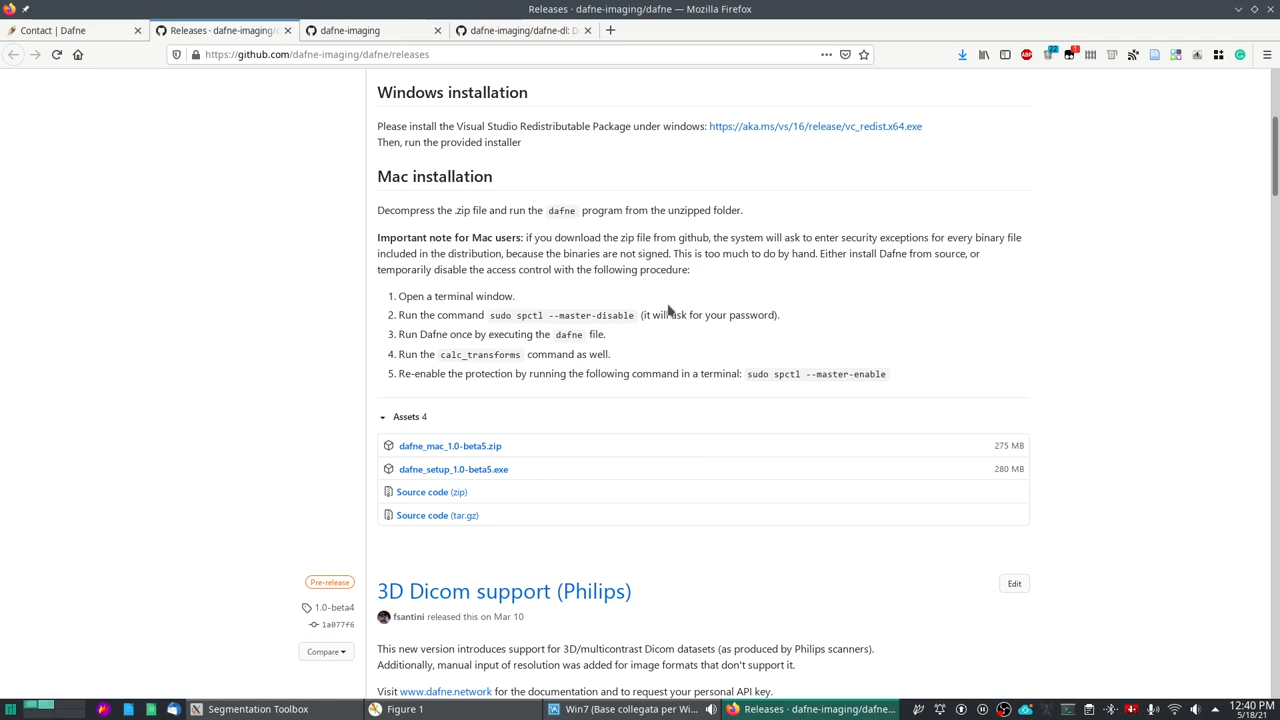 Releases · dafne-imaging/dafne — Mozilla Firefox
Contact | Dafne
Releases · dafne-imaging/
dafne-imaging
dafne-imaging/dafne-dl: D
https://github.com/dafne-imaging/dafne/releases
ABP
22
1
Windows installation
Please install the Visual Studio Redistributable Package under windows: https://aka.ms/vs/16/release/vc_redist.x64.exe
Then, run the provided installer
Mac installation
Decompress the .zip file and run the dafne program from the unzipped folder.
Important note for Mac users: if you download the zip file from github, the system will ask to enter security exceptions for every binary file
included in the distribution, because the binaries are not signed. This is too much to do by hand. Either install Dafne from source, or
temporarily disable the access control with the following procedure:
1. Open a terminal window.
2. Run the command sudo spctl --master-disable (it will ask for your password).
3. Run Dafne once by executing the dafne file.
4. Run the calc_transforms command as well.
5. Re-enable the protection by running the following command in a terminal: sudo spctl --master-enable
Assets 4
dafne_mac_1.0-beta5.zip 275 MB
dafne_setup_1.0-beta5.exe 280 MB
Source code (zip)
Source code (tar.gz)
Pre-release
1.0-beta4
1a077f6
Compare
3D Dicom support (Philips)
Edit
fsantini released this on Mar 10
This new version introduces support for 3D/multicontrast Dicom datasets (as produced by Philips scanners).
Additionally, manual input of resolution was added for image formats that don't support it.
Visit www.dafne.network for the documentation and to request your personal API key.
Segmentation Toolbox
Figure 1
Win7 (Base collegata per Wi...
Releases · dafne-imaging/dafne...
12:40 PM
5/18/21